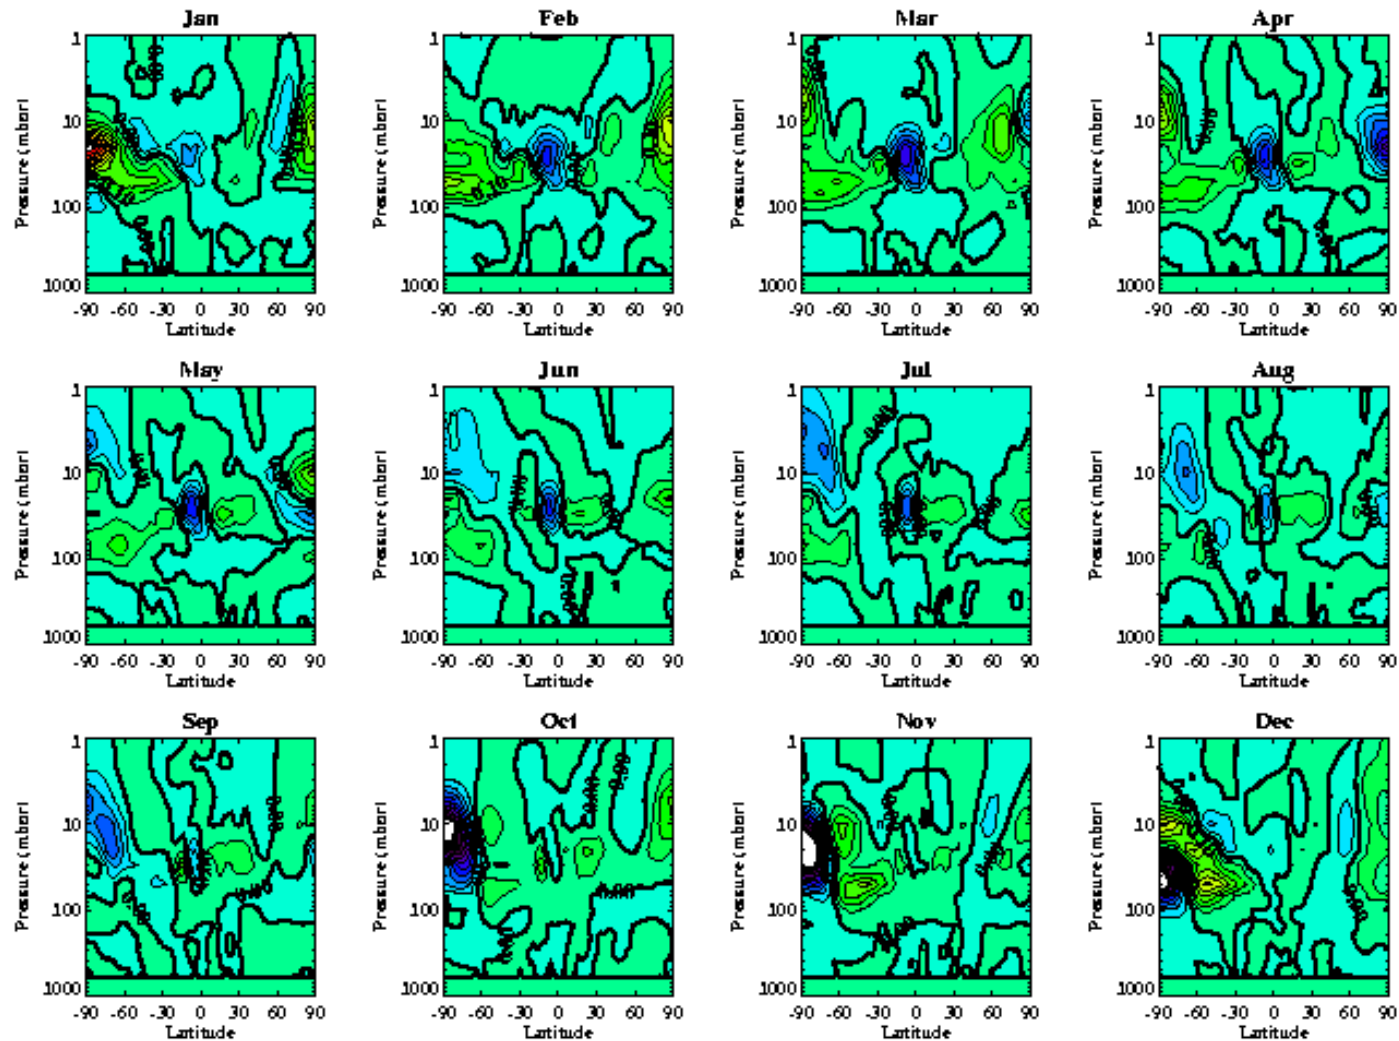 Jan Feb Mar Apr
1 1 1 1
10 10 10 10
100 100 100 100
1000 1000 1000 1000
Pressure (mbar) Pressure (mbar) Pressure (mbar) Pressure (mbar)
-90 -60 -30 0 30 60 90 -90 -60 -30 0 30 60 90 -90 -60 -30 0 30 60 90 -90 -60 -30 0 30 60 90
Latitude Latitude Latitude Latitude
May Jun Jul Aug
1 1 1 1
10 10 10 10
100 100 100 100
1000 1000 1000 1000
Pressure (mbar) Pressure (mbar) Pressure (mbar) Pressure (mbar)
-90 -60 -30 0 30 60 90 -90 -60 -30 0 30 60 90 -90 -60 -30 0 30 60 90 -90 -60 -30 0 30 60 90
Latitude Latitude Latitude Latitude
Sep Oct Nov Dec
1 1 1 1
10 10 10 10
100 100 100 100
1000 1000 1000 1000
Pressure (mbar) Pressure (mbar) Pressure (mbar) Pressure (mbar)
-90 -60 -30 0 30 60 90 -90 -60 -30 0 30 60 90 -90 -60 -30 0 30 60 90 -90 -60 -30 0 30 60 90
Latitude Latitude Latitude Latitude